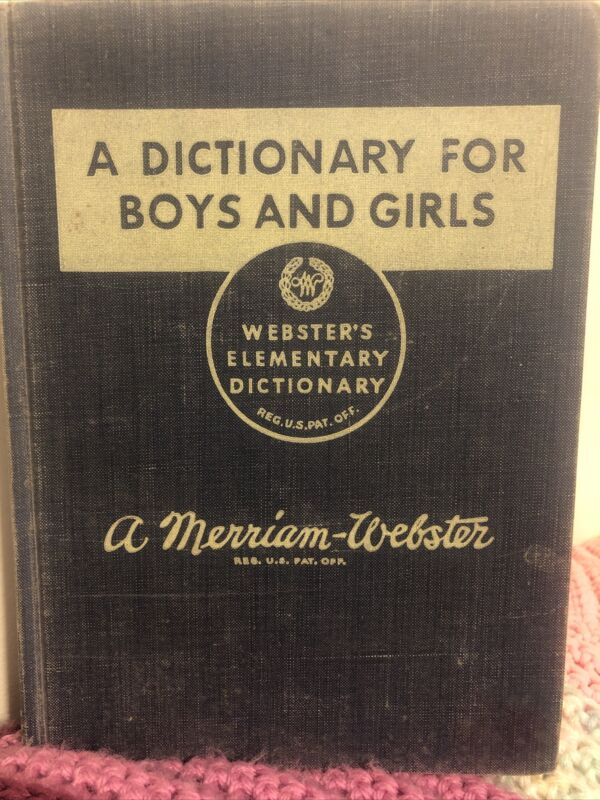 A DICTIONARY FOR
BOYS AND GIRLS
WEBSTER'S
ELEMENTARY
DICTIONARY
REG. U.S. PAT. OFF.
a Merriam-Webster
REG. U.S. PAT. OFF.